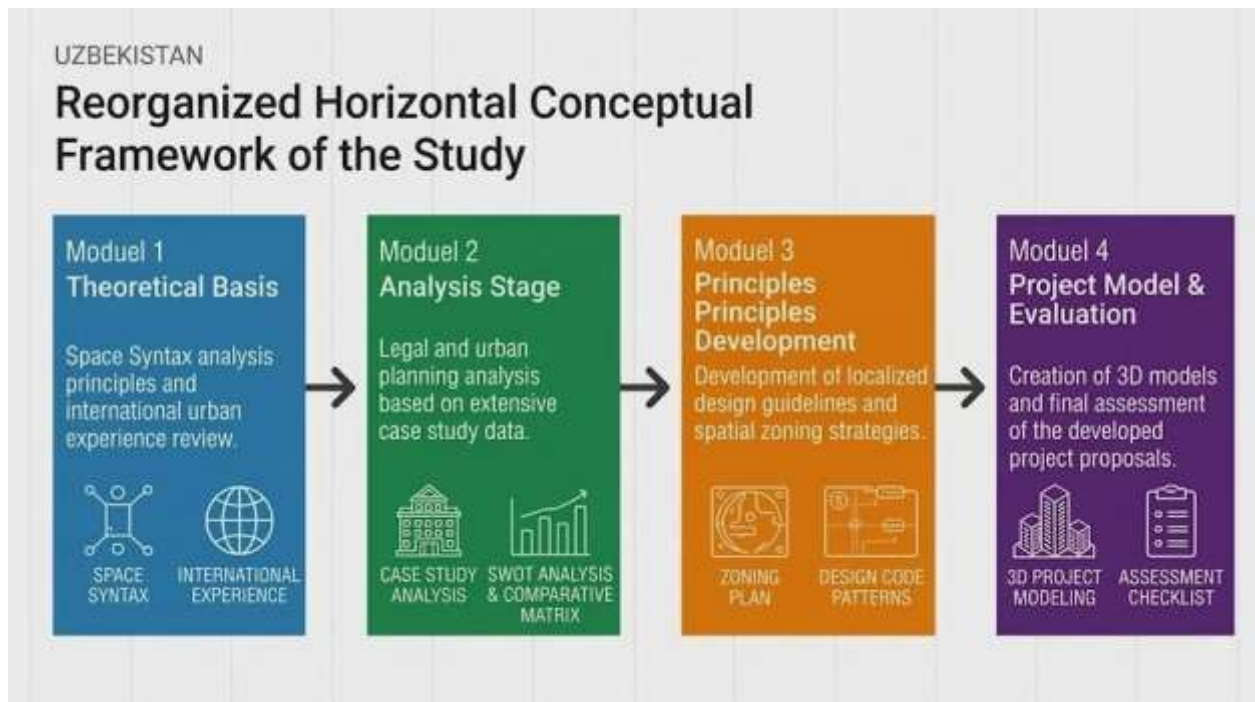 UZBEKISTAN
Reorganized Horizontal Conceptual
Framework of the Study
Moduel 1
Theoretical Basis
Space Syntax analysis
principles and
international urban
experience review.
SPACE
SYNTAX
INTERNATIONAL
EXPERIENCE
Moduel 2
Analysis Stage
Legal and urban
planning analysis
based on extensive
case study data.
CASE STUDY
ANALYSIS
SWOT ANALYSIS
& COMPARATIVE
MATRIX
Moduel 3
Principles
Principles
Development
Development of localized
design guidelines and
spatial zoning strategies.
ZONING
PLAN
DESIGN CODE
PATTERNS
Moduel 4
Project Model &
Evaluation
Creation of 3D models
and final assessment
of the developed
project proposals.
3D PROJECT
MODELING
ASSESSMENT
CHECKLIST